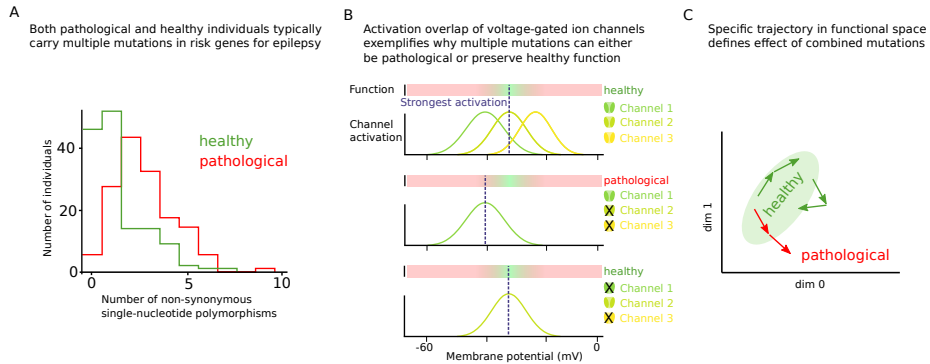 A
Both pathological and healthy individuals typically
carry multiple mutations in risk genes for epilepsy
Number of individuals
40
20
0
healthy
pathological
0
5
10
Number of non-synonymous
single-nucleotide polymorphisms
B
Activation overlap of voltage-gated ion channels
exemplifies why multiple mutations can either
be pathological or preserve healthy function
Function
healthy
Strongest activation
Channel
activation
Channel 1
Channel 2
Channel 3
-60
0
pathological
Channel 1
X Channel 2
X Channel 3
healthy
X Channel 1
Channel 2
X Channel 3
-60
0
Membrane potential (mV)
C
Specific trajectory in functional space
defines effect of combined mutations
dim 1
healthy
pathological
dim 0